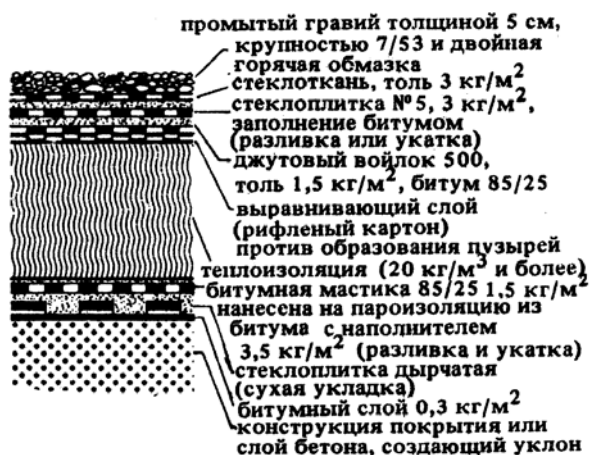 промытый гравий толщиной 5 см,
крупностью 7/53 и двойная
горячая обмазка
стеклоткань, толь 3 кг/м²
стеклоплитка №5, 3 кг/м²,
заполнение битумом
(разливка или укатка)
джутовый войлок 500,
толь 1,5 кг/м², битум 85/25
выравнивающий слой
(рифленый картон)
против образования пузырей
теплоизоляция (20 кг/м³ и более)
битумная мастика 85/25 1,5 кг/м²
нанесена на пароизоляцию из
битума с наполнителем
3,5 кг/м² (разливка и укатка)
стеклоплитка дырчатая
(сухая укладка)
битумный слой 0,3 кг/м²
конструкция покрытия или
слой бетона, создающий уклон